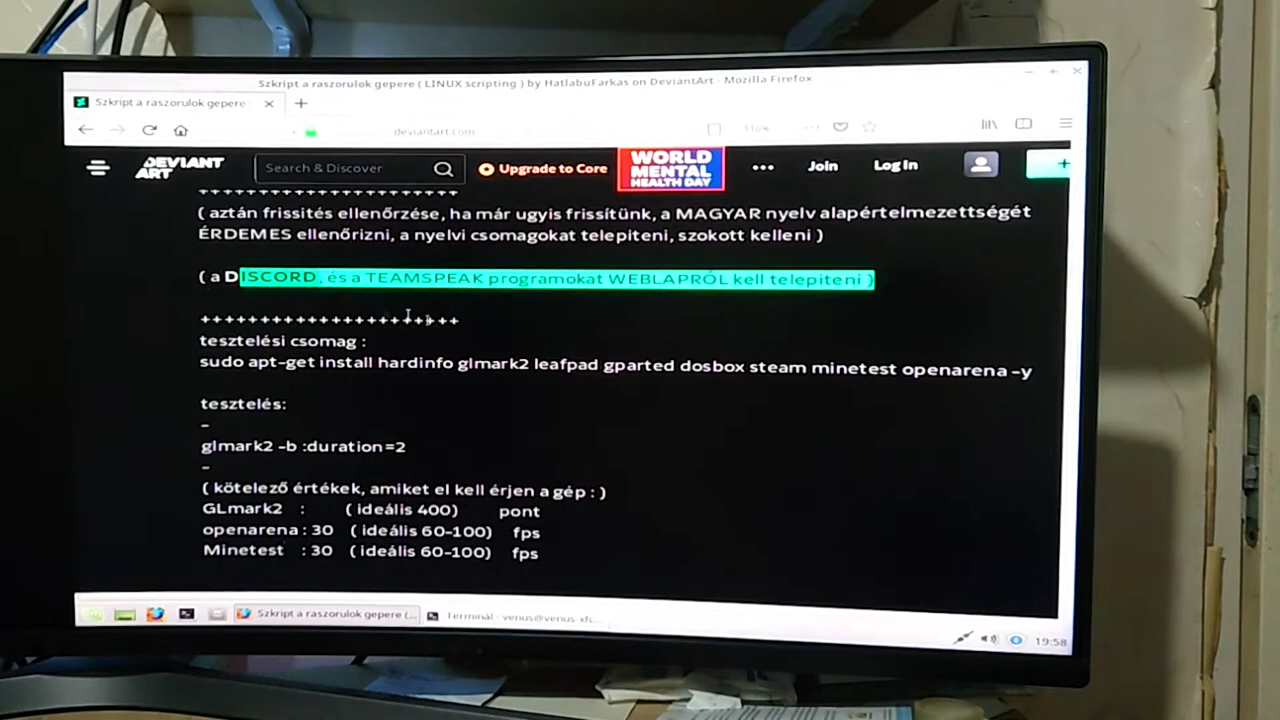 Szkript a raszorulok gepere ( LINUX scripting ) by HatlabuFarkas on DeviantArt - Mozilla Firefox
Szkript a raszorulok gepere
deviantart.com
110%
DEVIANT ART
Search & Discover
Upgrade to Core
WORLD
MENTAL
HEALTH DAY
Join
Log In
++++++++++++++++++++++
( aztán frissités ellenőrzése, ha már ugyis frissítünk, a MAGYAR nyelv alapértelmezettségét
ÉRDEMES ellenőrizni, a nyelvi csomagokat telepiteni, szokott kelleni )
( a DISCORD, és a TEAMSPEAK programokat WEBLAPRÓL kell telepiteni )
++++++++++++++++++++++
tesztelési csomag :
sudo apt-get install hardinfo glmark2 leafpad gparted dosbox steam minetest openarena -y
tesztelés:
-
glmark2 -b :duration=2
-
( kötelező értékek, amiket el kell érjen a gép : )
GLmark2 : ( ideális 400) pont
openarena : 30 ( ideális 60-100) fps
Minetest : 30 ( ideális 60-100) fps
Szkript a raszorulok gepere (...
Terminál - venus@venus-xfc...
19:58